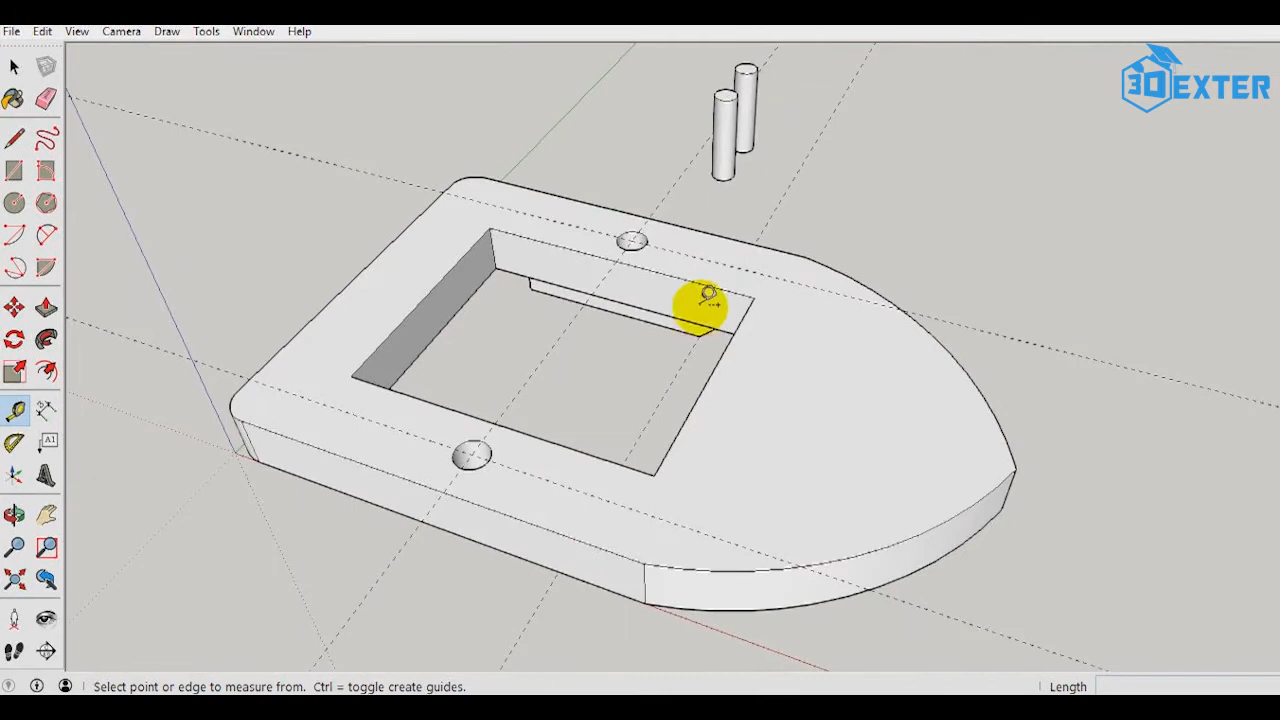 File Edit View Camera Draw Tools Window Help
3DEXTER
A1
Select point or edge to measure from. Ctrl = toggle create guides.
Length